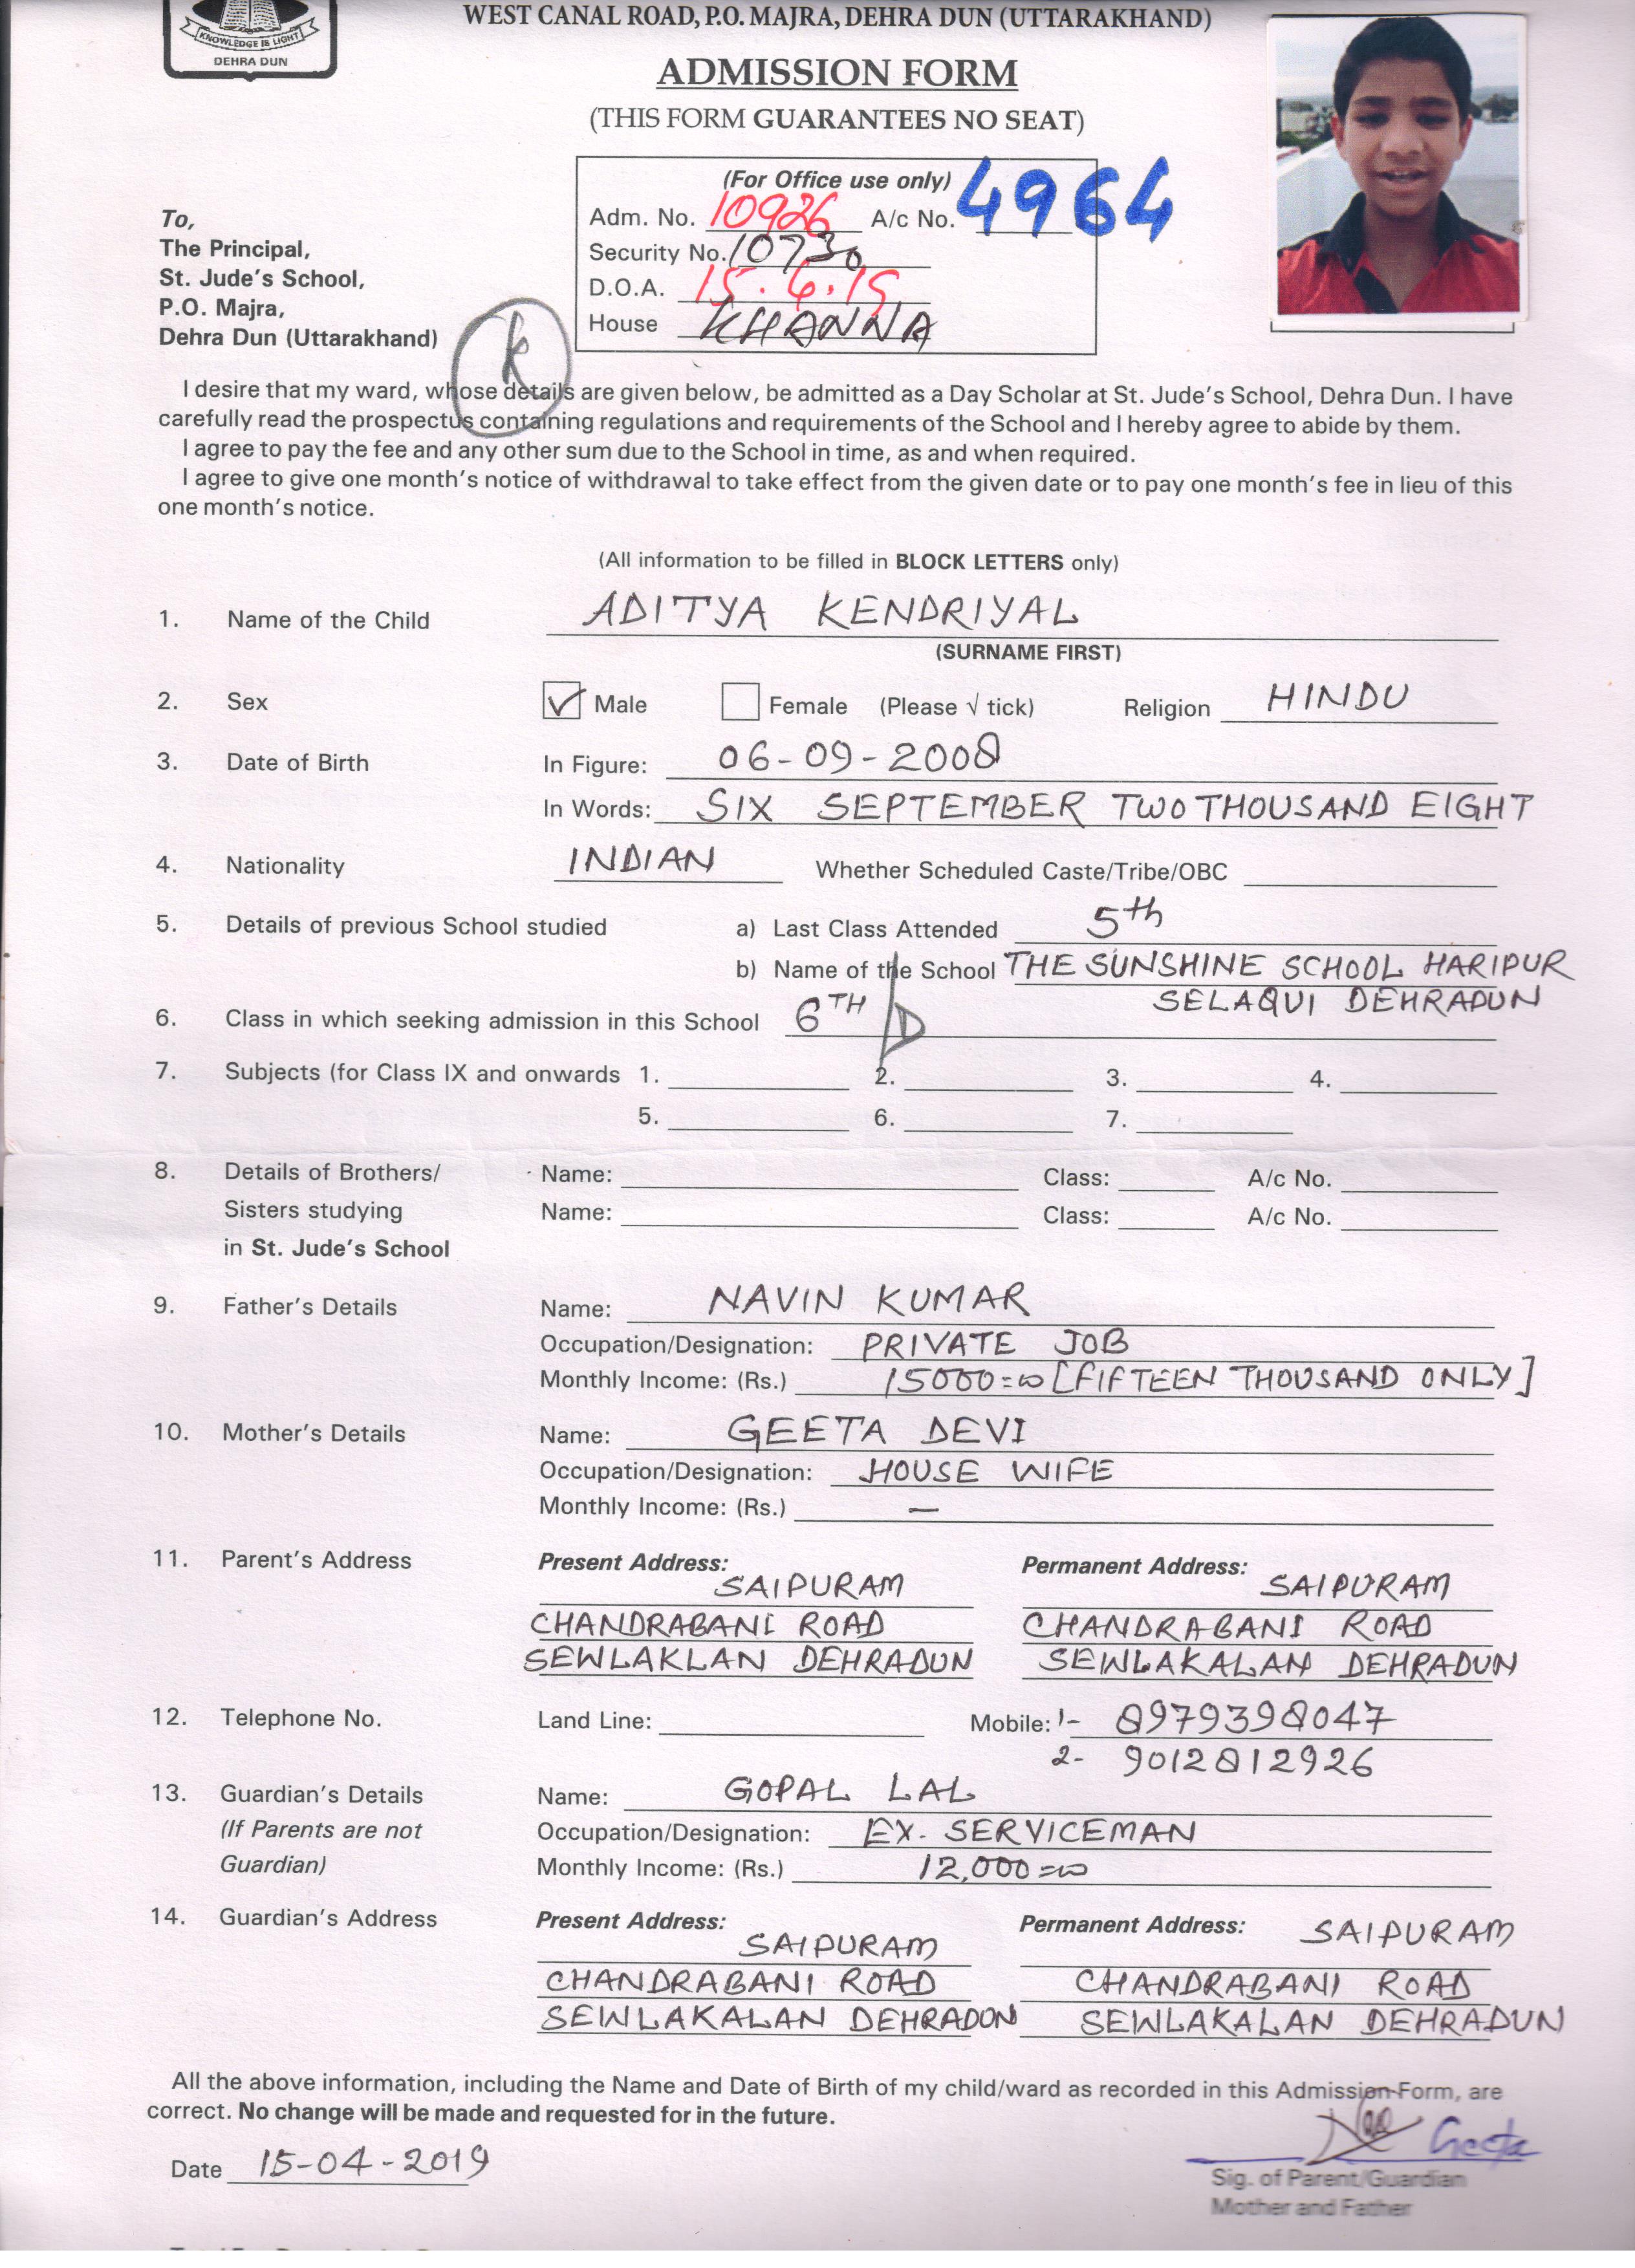 WEST CANAL ROAD, P.O. MAJRA, DEHRA DUN (UTTARAKHAND)
KNOWLEDGE IS LIGHT
DEHRA DUN
ADMISSION FORM
(THIS FORM GUARANTEES NO SEAT)
(For Office use only)
Adm. No. 10926 A/c No. 4964
Security No. 10730
D.O.A. 15.4.19
House KHANNA
To,
The Principal,
St. Jude's School,
P.O. Majra,
Dehra Dun (Uttarakhand)
k
I desire that my ward, whose details are given below, be admitted as a Day Scholar at St. Jude's School, Dehra Dun. I have
carefully read the prospectus containing regulations and requirements of the School and I hereby agree to abide by them.
I agree to pay the fee and any other sum due to the School in time, as and when required.
I agree to give one month's notice of withdrawal to take effect from the given date or to pay one month's fee in lieu of this
one month's notice.
(All information to be filled in BLOCK LETTERS only)
1. Name of the Child ADITYA KENDRIYAL
(SURNAME FIRST)
2. Sex ✓ Male Female (Please √ tick) Religion HINDU
3. Date of Birth In Figure: 06-09-2008
In Words: SIX SEPTEMBER TWO THOUSAND EIGHT
4. Nationality INDIAN Whether Scheduled Caste/Tribe/OBC
5. Details of previous School studied a) Last Class Attended 5th
b) Name of the School THE SUNSHINE SCHOOL HARIPUR
SELAQUI DEHRADUN
6. Class in which seeking admission in this School 6TH D
7. Subjects (for Class IX and onwards 1. 2. 3. 4.
5. 6. 7.
8. Details of Brothers/ Name: Class: A/c No.
Sisters studying Name: Class: A/c No.
in St. Jude's School
9. Father's Details Name: NAVIN KUMAR
Occupation/Designation: PRIVATE JOB
Monthly Income: (Rs.) 15000=00 [FIFTEEN THOUSAND ONLY]
10. Mother's Details Name: GEETA DEVI
Occupation/Designation: HOUSE WIFE
Monthly Income: (Rs.) —
11. Parent's Address Present Address: Permanent Address:
SAIPURAM SAIPURAM
CHANDRABANI ROAD CHANDRABANI ROAD
SEWLAKLAN DEHRADUN SEWLAKALAN DEHRADUN
12. Telephone No. Land Line: Mobile: 1- 8979398047
2- 9012812926
13. Guardian's Details Name: GOPAL LAL
(If Parents are not Occupation/Designation: EX. SERVICEMAN
Guardian) Monthly Income: (Rs.) 12,000=00
14. Guardian's Address Present Address: Permanent Address: SAIPURAM
SAIPURAM
CHANDRABANI ROAD CHANDRABANI ROAD
SEWLAKALAN DEHRADON SEWLAKALAN DEHRADUN
All the above information, including the Name and Date of Birth of my child/ward as recorded in this Admission Form, are
correct. No change will be made and requested for in the future.
Geeta
Date 15-04-2019
Sig. of Parent/Guardian
Mother and Father